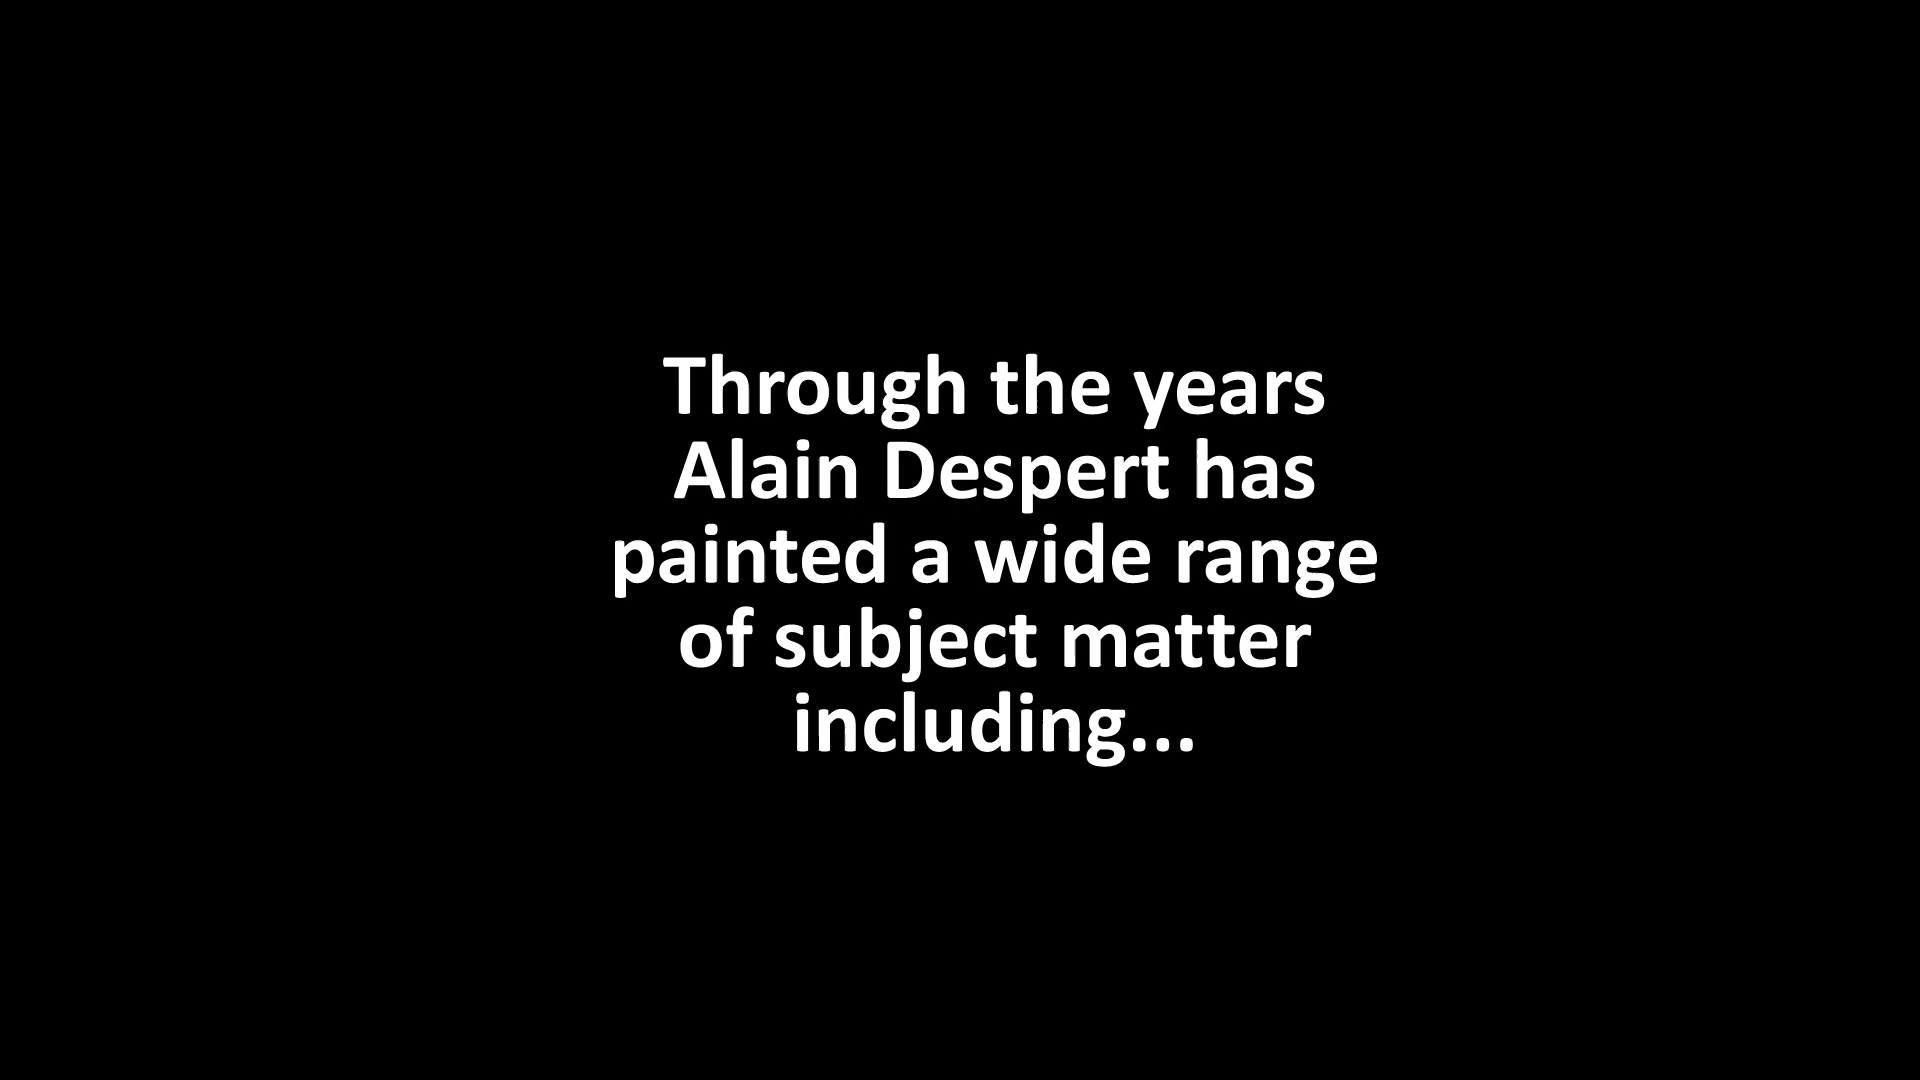 Through the years
Alain Despert has
painted a wide range
of subject matter
including...